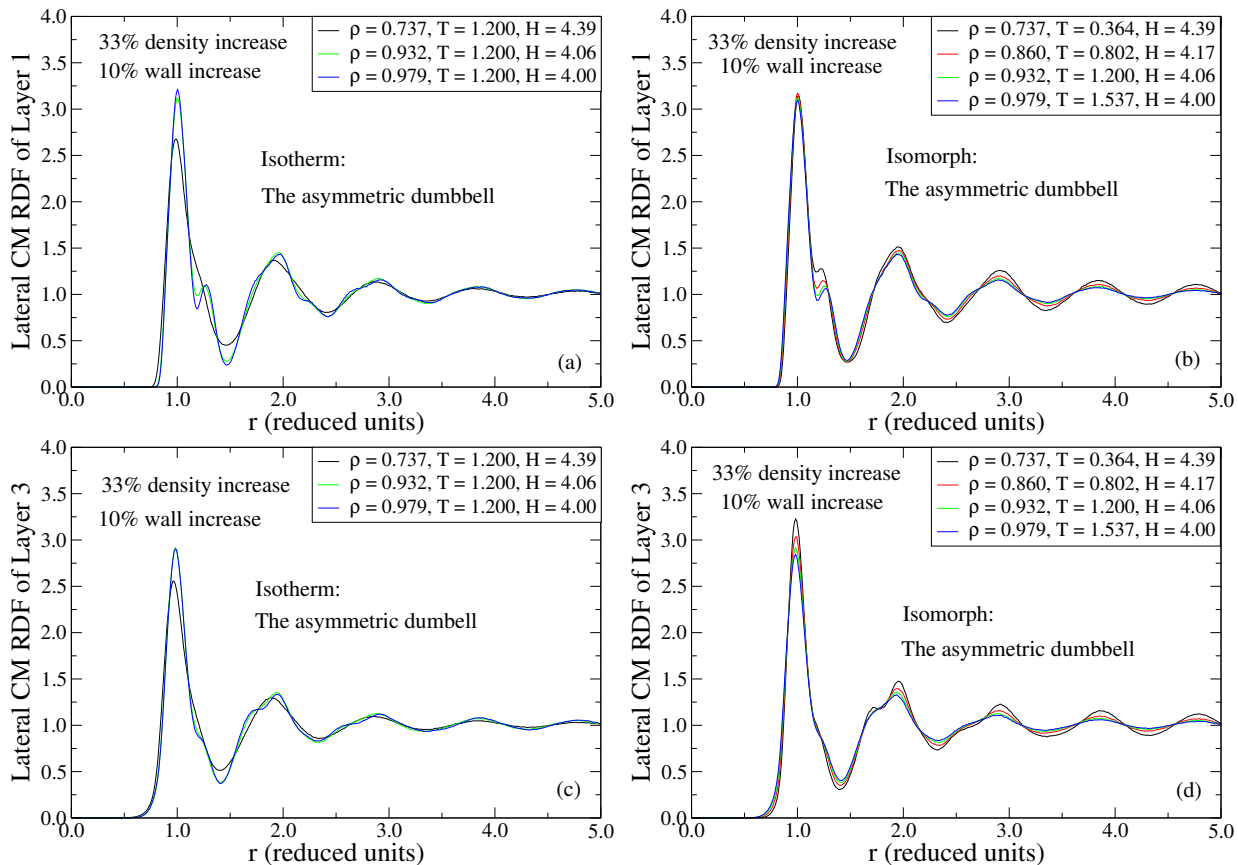 4.0
3.5
3.0
2.5
2.0
1.5
1.0
0.5
0.0
Lateral CM RDF of Layer 1
33% density increase
10% wall increase
ρ = 0.737, T = 1.200, H = 4.39
ρ = 0.932, T = 1.200, H = 4.06
ρ = 0.979, T = 1.200, H = 4.00
Isotherm:
The asymmetric dumbbell
(a)
0.0 1.0 2.0 3.0 4.0 5.0
r (reduced units)
4.0
3.5
3.0
2.5
2.0
1.5
1.0
0.5
0.0
Lateral CM RDF of Layer 1
33% density increase
10% wall increase
ρ = 0.737, T = 0.364, H = 4.39
ρ = 0.860, T = 0.802, H = 4.17
ρ = 0.932, T = 1.200, H = 4.06
ρ = 0.979, T = 1.537, H = 4.00
Isomorph:
The asymmetric dumbbell
(b)
0.0 1.0 2.0 3.0 4.0 5.0
r (reduced units)
4.0
3.5
3.0
2.5
2.0
1.5
1.0
0.5
0.0
Lateral CM RDF of Layer 3
33% density increase
10% wall increase
ρ = 0.737, T = 1.200, H = 4.39
ρ = 0.932, T = 1.200, H = 4.06
ρ = 0.979, T = 1.200, H = 4.00
Isotherm:
The asymmetric dumbell
(c)
0.0 1.0 2.0 3.0 4.0 5.0
r (reduced units)
4.0
3.5
3.0
2.5
2.0
1.5
1.0
0.5
0.0
Lateral CM RDF of Layer 3
33% density increase
10% wall increase
ρ = 0.737, T = 0.364, H = 4.39
ρ = 0.860, T = 0.802, H = 4.17
ρ = 0.932, T = 1.200, H = 4.06
ρ = 0.979, T = 1.537, H = 4.00
Isomorph:
The asymmetric dumbbell
(d)
0.0 1.0 2.0 3.0 4.0 5.0
r (reduced units)